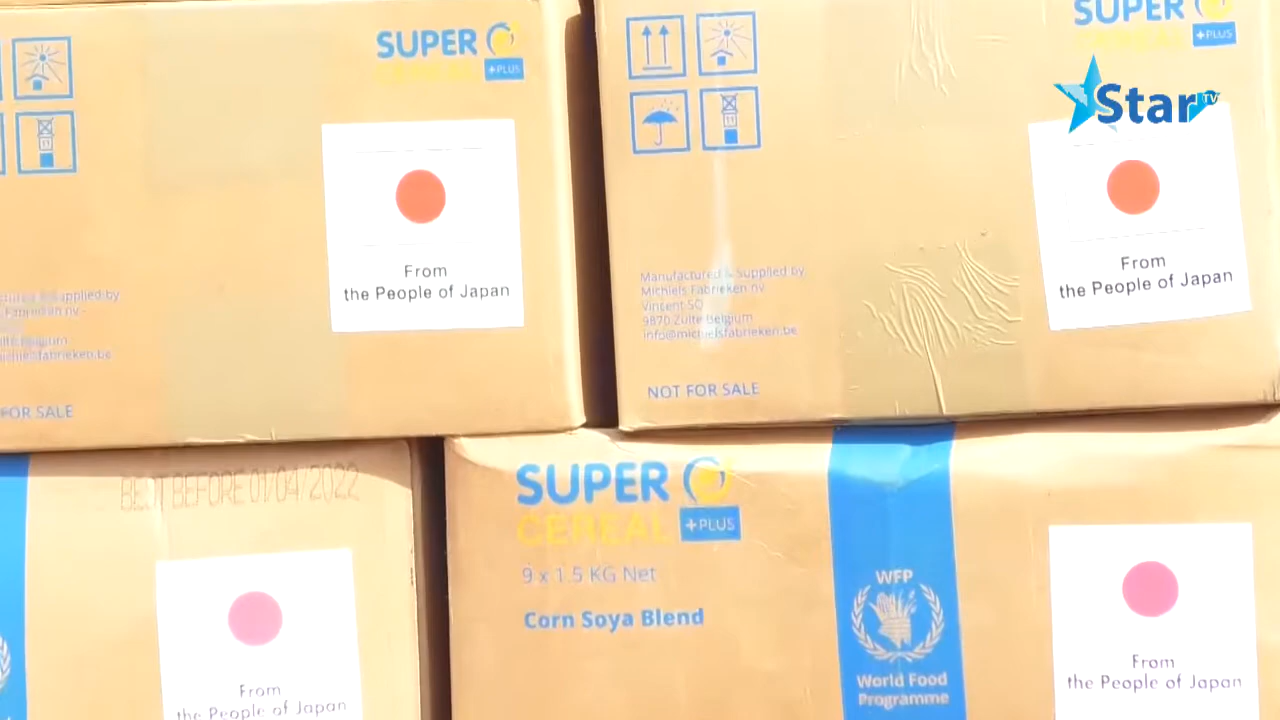 SUPER
+PLUS
From
the People of Japan
FOR SALE
SUPER
+PLUS
Star TV
Manufactured & Supplied by
Michiels Fabrieken nv
Vincent SQ
9870 Zulte Belgium
info@michielsfabrieken.be
NOT FOR SALE
From
the People of Japan
BEST BEFORE 01/04/2022
From
the People of Japan
SUPER
CEREAL +PLUS
9 x 1.5 KG Net
Corn Soya Blend
WFP
World Food
Programme
From
the People of Japan